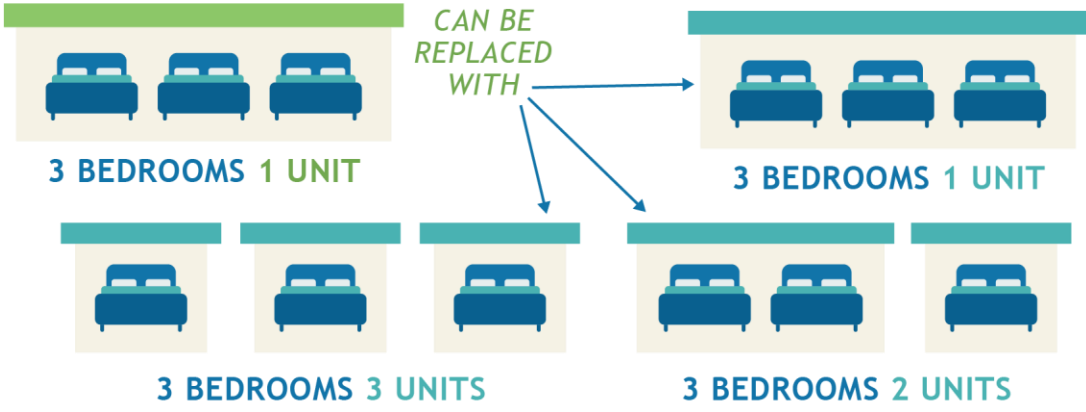 CAN BE
REPLACED
WITH
3 BEDROOMS 1 UNIT
3 BEDROOMS 1 UNIT
3 BEDROOMS 3 UNITS
3 BEDROOMS 2 UNITS